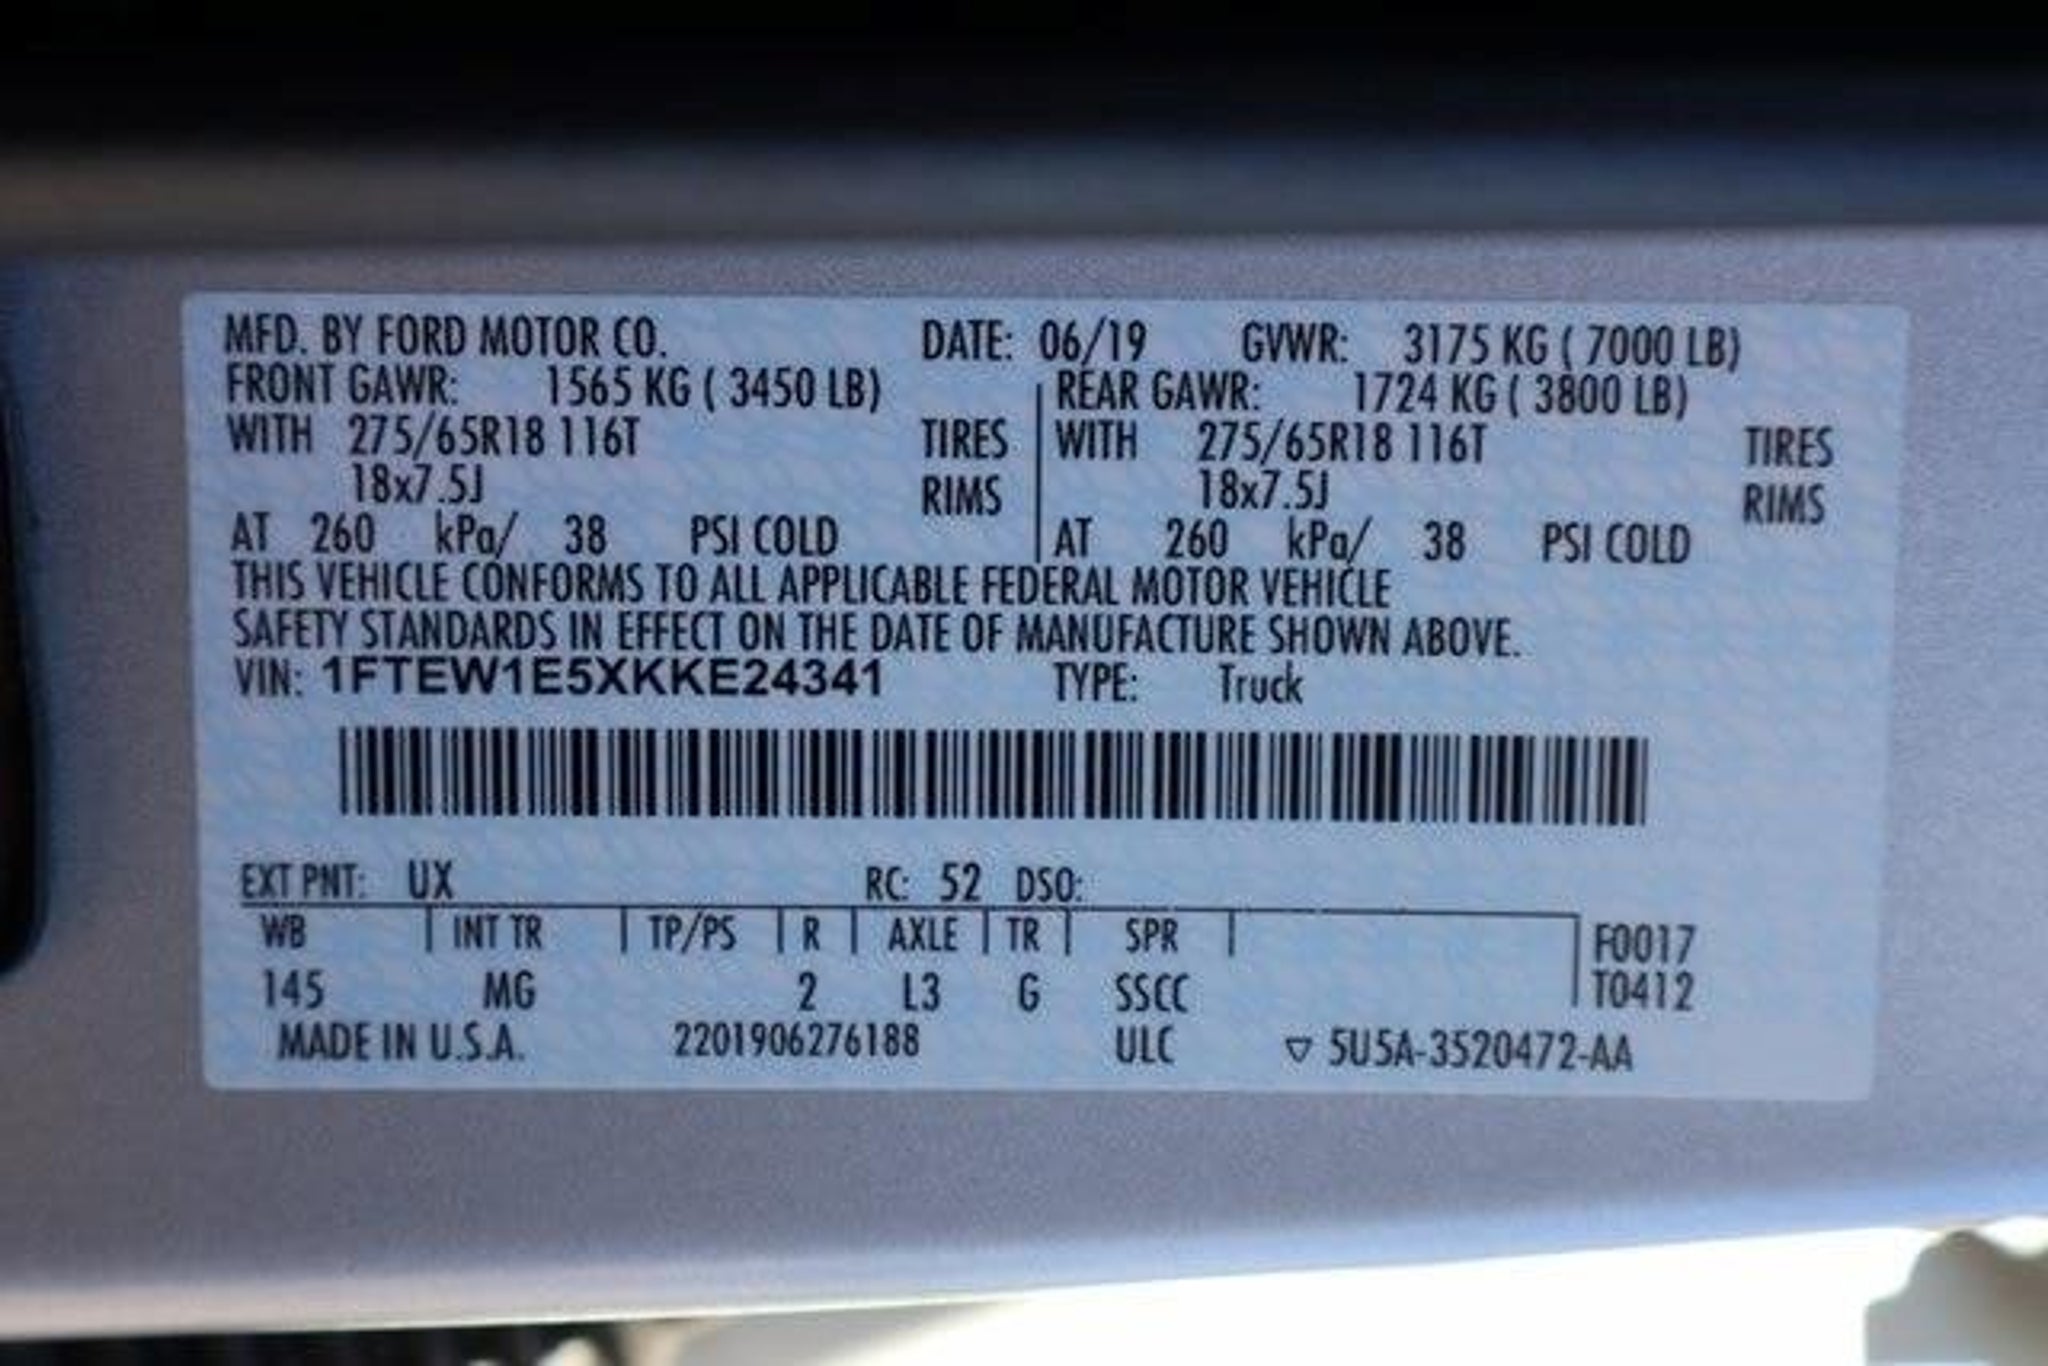 MFD. BY FORD MOTOR CO. DATE: 06/19 GVWR: 3175 KG ( 7000 LB)
FRONT GAWR: 1565 KG ( 3450 LB) REAR GAWR: 1724 KG ( 3800 LB)
WITH 275/65R18 116T TIRES WITH 275/65R18 116T TIRES
18x7.5J RIMS 18x7.5J RIMS
AT 260 kPa/ 38 PSI COLD AT 260 kPa/ 38 PSI COLD
THIS VEHICLE CONFORMS TO ALL APPLICABLE FEDERAL MOTOR VEHICLE
SAFETY STANDARDS IN EFFECT ON THE DATE OF MANUFACTURE SHOWN ABOVE.
VIN: 1FTEW1E5XKKE24341 TYPE: Truck
EXT PNT: UX RC: 52 DSO:
WB INT TR TP/PS R AXLE TR SPR F0017
145 MG 2 L3 G SSCC T0412
MADE IN U.S.A. 2201906276188 ULC ▽ 5U5A-3520472-AA